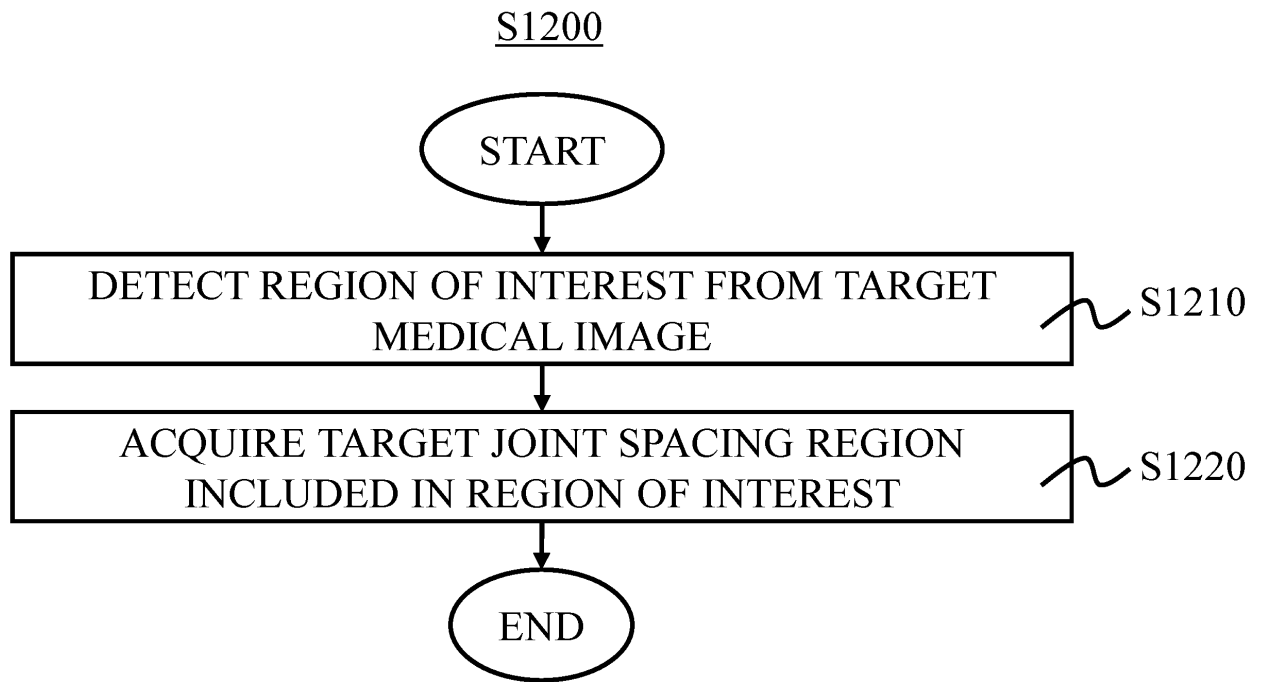 S1200
START
DETECT REGION OF INTEREST FROM TARGET
MEDICAL IMAGE
S1210
ACQUIRE TARGET JOINT SPACING REGION
INCLUDED IN REGION OF INTEREST
S1220
END